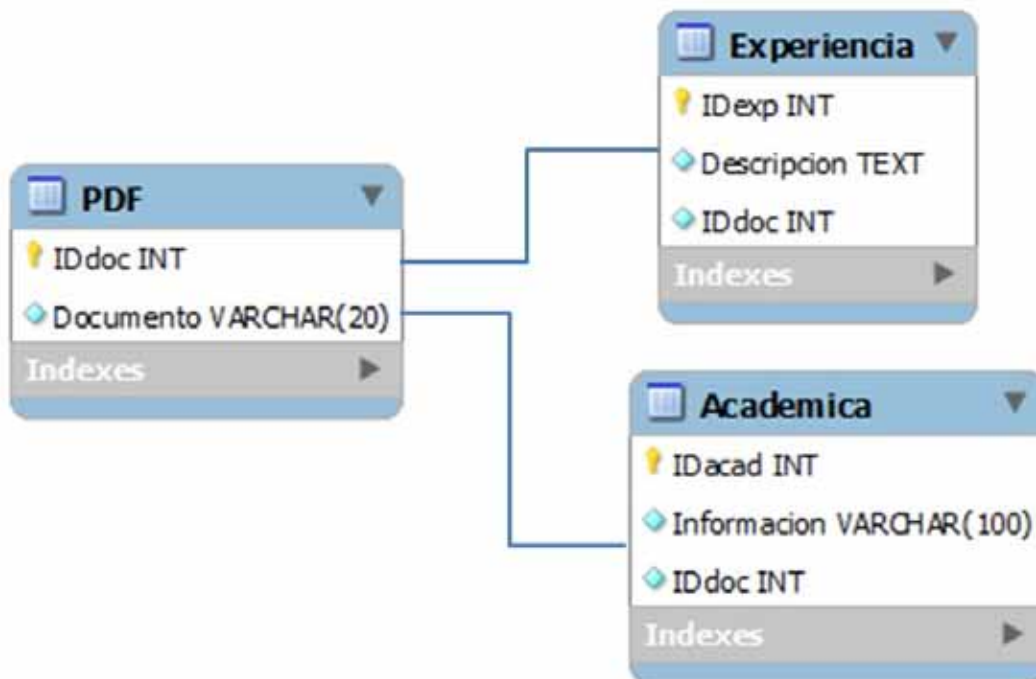 PDF
IDdoc INT
Documento VARCHAR(20)
Indexes
Experiencia
IDexp INT
Descripcion TEXT
IDdoc INT
Indexes
Academica
IDacad INT
Informacion VARCHAR(100)
IDdoc INT
Indexes